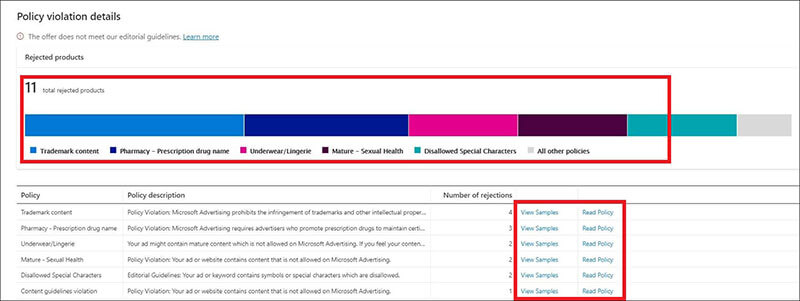 Policy violation details
The offer does not meet our editorial guidelines. Learn more
Rejected products
11 total rejected products
Trademark content Pharmacy - Prescription drug name Underwear/Lingerie Mature - Sexual Health Disallowed Special Characters All other policies
Policy Policy description Number of rejections
Trademark content Policy Violation: Microsoft Advertising prohibits the infringement of trademarks and other intellectual proper... 4 View Samples Read Policy
Pharmacy - Prescription drug name Policy Violation: Microsoft Advertising requires advertisers who promote prescription drugs to maintain certi... 3 View Samples Read Policy
Underwear/Lingerie Your ad might contain mature content which is not allowed on Microsoft Advertising. If you feel your conten... 2 View Samples Read Policy
Mature - Sexual Health Policy Violation: Your ad or website contains content that is not allowed on Microsoft Advertising. 2 View Samples Read Policy
Disallowed Special Characters Editorial Guidelines: Your ad or keyword contains symbols or special characters which are disallowed. 2 View Samples Read Policy
Content guidelines violation Policy Violation: Your ad or website contains content that is not allowed on Microsoft Advertising. 1 View Samples Read Policy